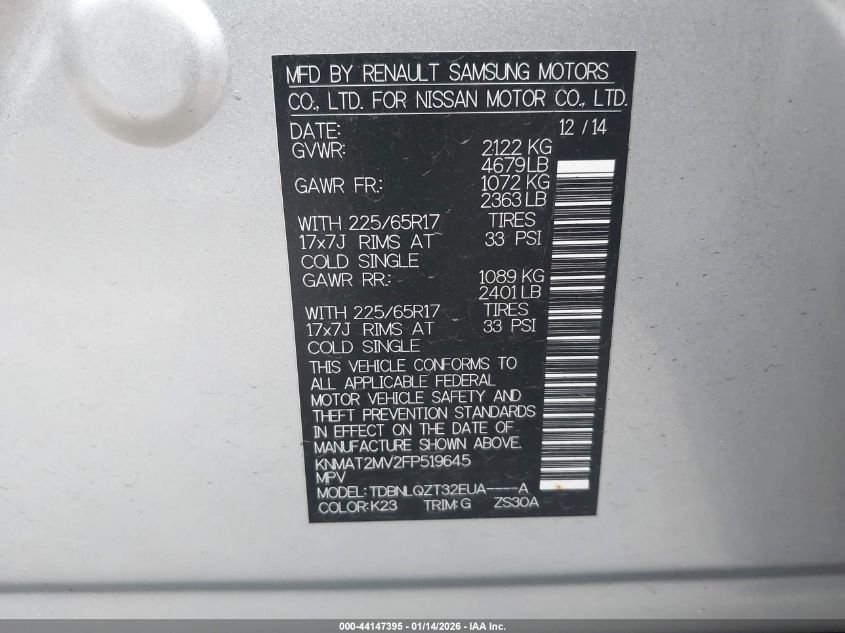 MFD BY RENAULT SAMSUNG MOTORS
CO., LTD. FOR NISSAN MOTOR CO., LTD.
DATE: 12 / 14
GVWR: 2122 KG
4679 LB
GAWR FR.: 1072 KG
2363 LB
WITH 225/65R17 TIRES
17x7J RIMS AT 33 PSI
COLD SINGLE
GAWR RR.: 1089 KG
2401 LB
WITH 225/65R17 TIRES
17x7J RIMS AT 33 PSI
COLD SINGLE
THIS VEHICLE CONFORMS TO
ALL APPLICABLE FEDERAL
MOTOR VEHICLE SAFETY AND
THEFT PREVENTION STANDARDS
IN EFFECT ON THE DATE OF
MANUFACTURE SHOWN ABOVE.
KNMAT2MV2FP519645
MPV
MODEL: TDBNLQZT32EUA----A
COLOR: K23 TRIM: G ZS30A
000-44147395 - 01/14/2026 - IAA Inc.